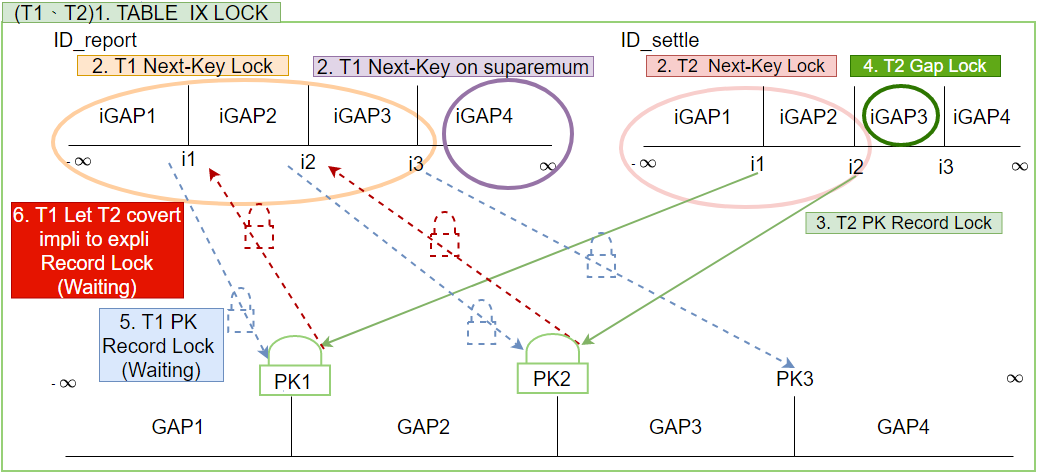 (T1、T2)1. TABLE IX LOCK
ID_report
ID_settle
2. T1 Next-Key Lock
2. T1 Next-Key on suparemum
2. T2 Next-Key Lock
4. T2 Gap Lock
iGAP1
iGAP2
iGAP3
iGAP4
iGAP1
iGAP2
iGAP3
iGAP4
- ∞
i1
i2
i3
∞
- ∞
i1
i2
i3
∞
6. T1 Let T2 covert
impli to expli
Record Lock
(Waiting)
3. T2 PK Record Lock
5. T1 PK
Record Lock
(Waiting)
- ∞
PK1
PK2
PK3
∞
GAP1
GAP2
GAP3
GAP4